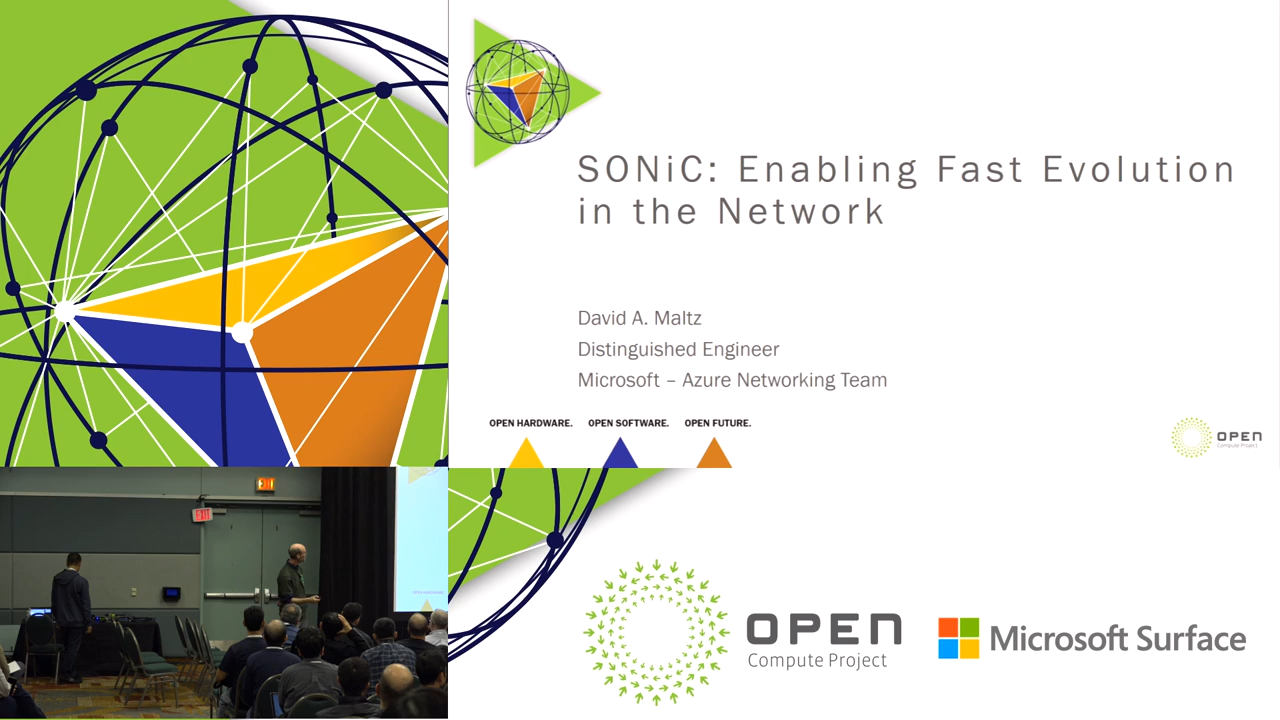 SONiC: Enabling Fast Evolution
in the Network
David A. Maltz
Distinguished Engineer
Microsoft – Azure Networking Team
OPEN HARDWARE. OPEN SOFTWARE. OPEN FUTURE.
OPEN
Compute Project
OPEN
Compute Project
Microsoft Surface